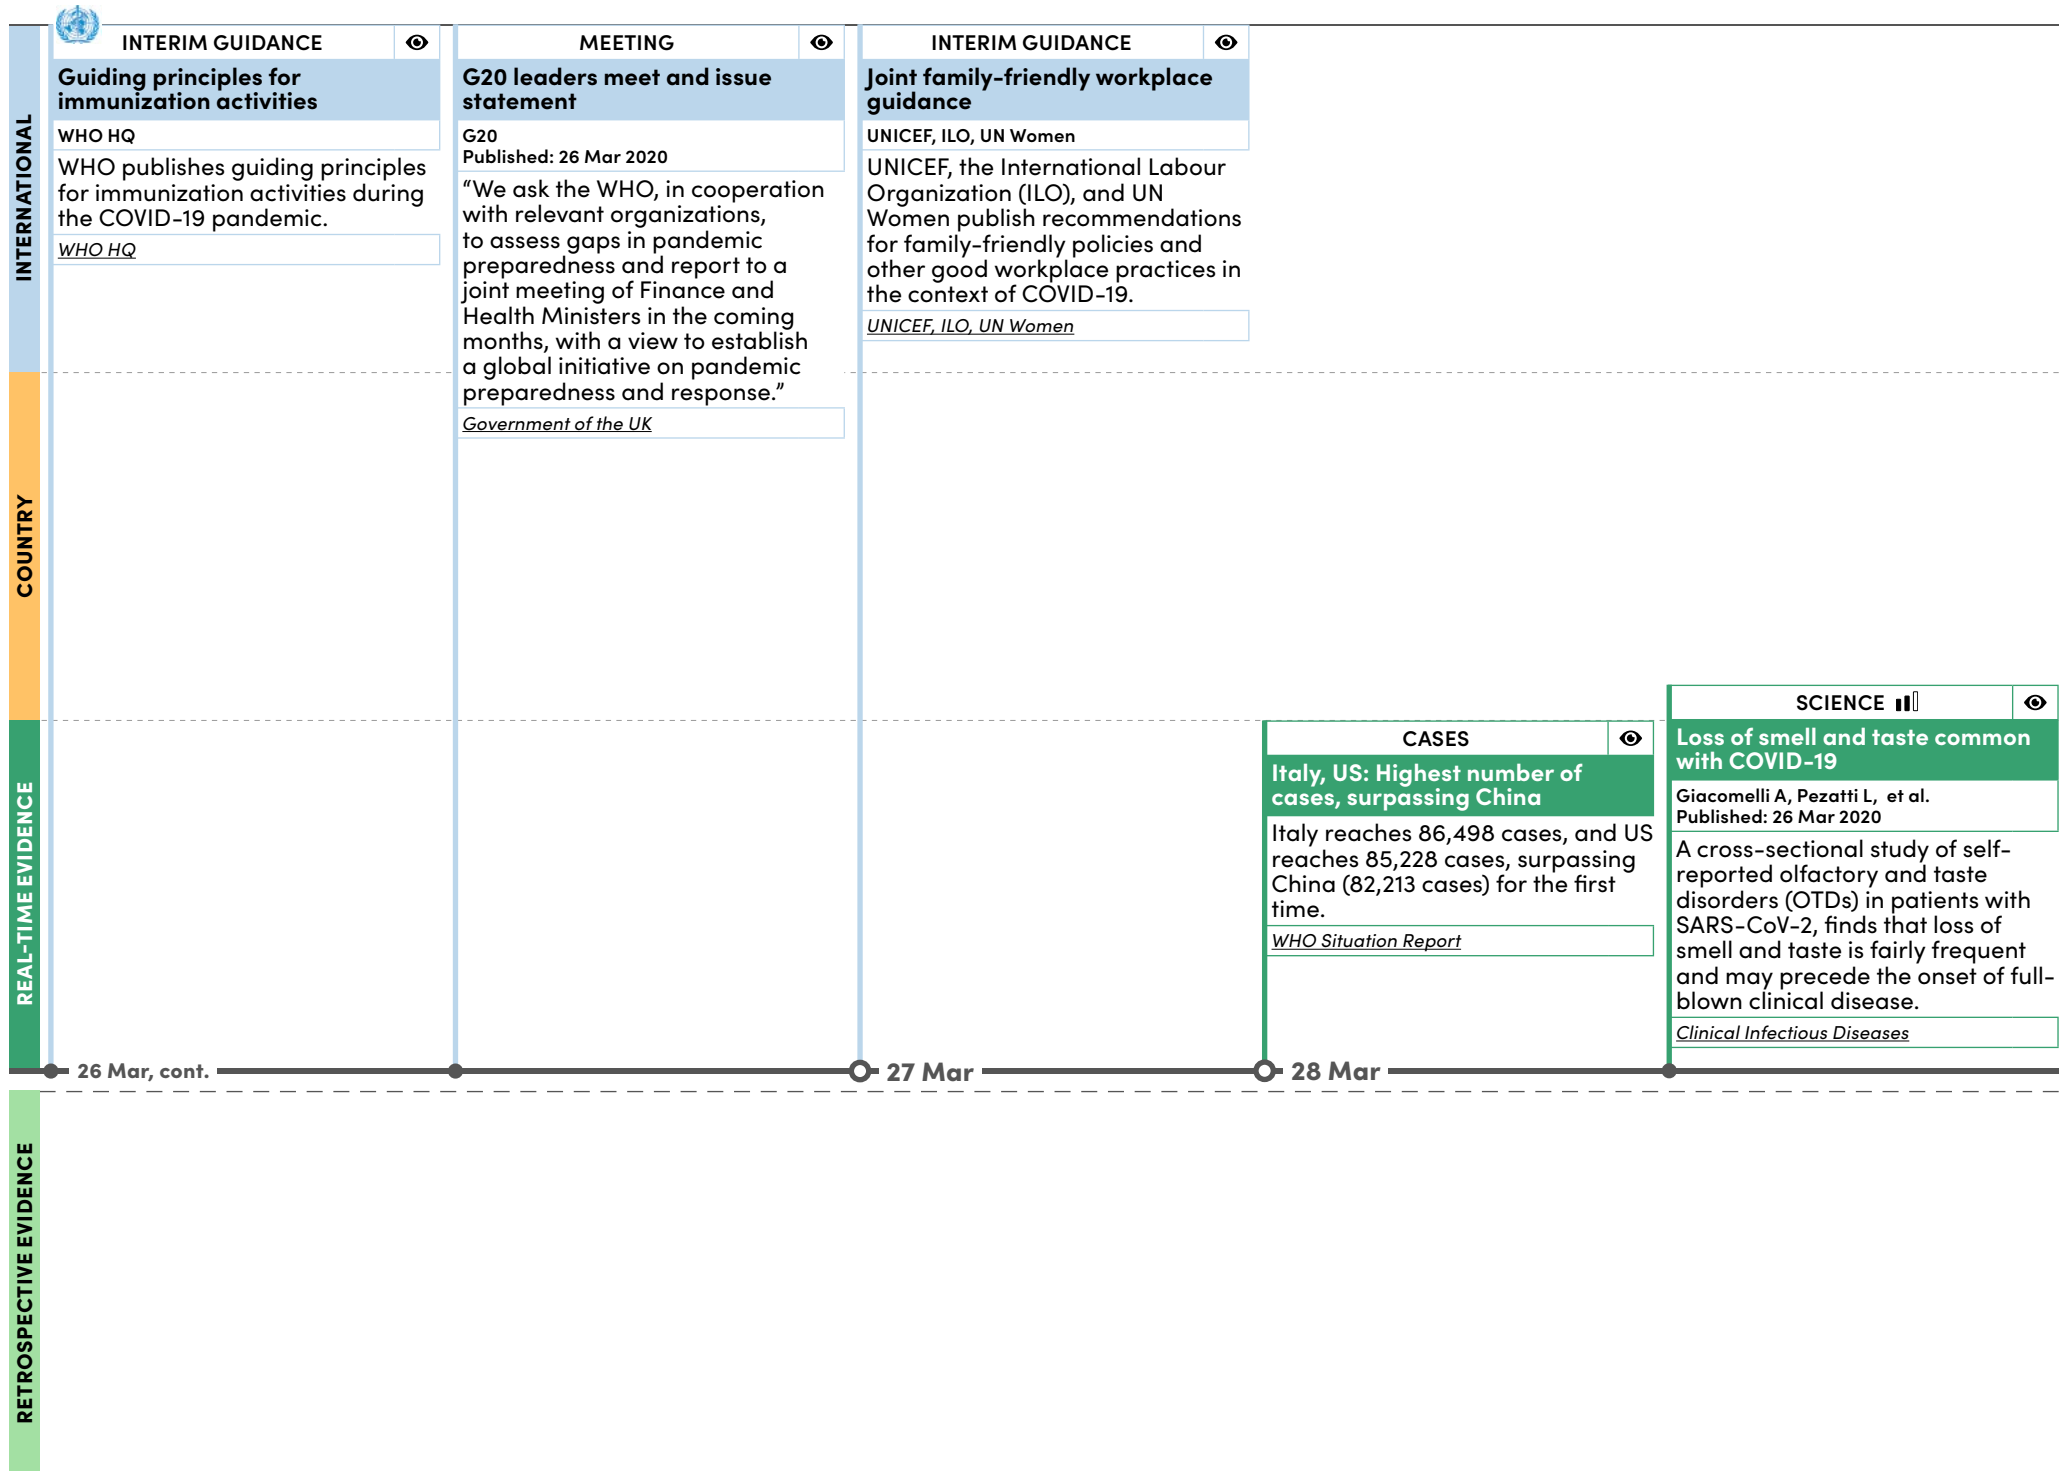 INTERNATIONAL
INTERIM GUIDANCE
Guiding principles for
immunization activities
WHO HQ
WHO publishes guiding principles
for immunization activities during
the COVID-19 pandemic.
WHO HQ
MEETING
G20 leaders meet and issue
statement
G20
Published: 26 Mar 2020
“We ask the WHO, in cooperation
with relevant organizations,
to assess gaps in pandemic
preparedness and report to a
joint meeting of Finance and
Health Ministers in the coming
months, with a view to establish
a global initiative on pandemic
preparedness and response.”
Government of the UK
INTERIM GUIDANCE
Joint family-friendly workplace
guidance
UNICEF, ILO, UN Women
UNICEF, the International Labour
Organization (ILO), and UN
Women publish recommendations
for family-friendly policies and
other good workplace practices in
the context of COVID-19.
UNICEF, ILO, UN Women
COUNTRY
REAL-TIME EVIDENCE
CASES
Italy, US: Highest number of
cases, surpassing China
Italy reaches 86,498 cases, and US
reaches 85,228 cases, surpassing
China (82,213 cases) for the first
time.
WHO Situation Report
SCIENCE
Loss of smell and taste common
with COVID-19
Giacomelli A, Pezatti L, et al.
Published: 26 Mar 2020
A cross-sectional study of self-
reported olfactory and taste
disorders (OTDs) in patients with
SARS-CoV-2, finds that loss of
smell and taste is fairly frequent
and may precede the onset of full-
blown clinical disease.
Clinical Infectious Diseases
26 Mar, cont.
27 Mar
28 Mar
RETROSPECTIVE EVIDENCE